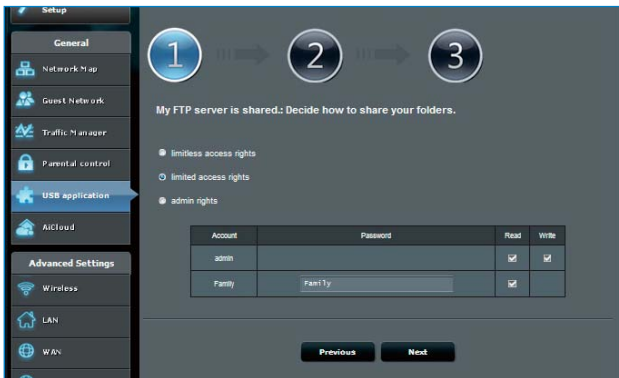 Setup
General
Network Map
Guest Network
Traffic Manager
Parental control
USB application
AiCloud
Advanced Settings
Wireless
LAN
WAN
1 2 3
My FTP server is shared.: Decide how to share your folders.
limitless access rights
limited access rights
admin rights
Account Password Read Write
admin
Family Family
Previous Next